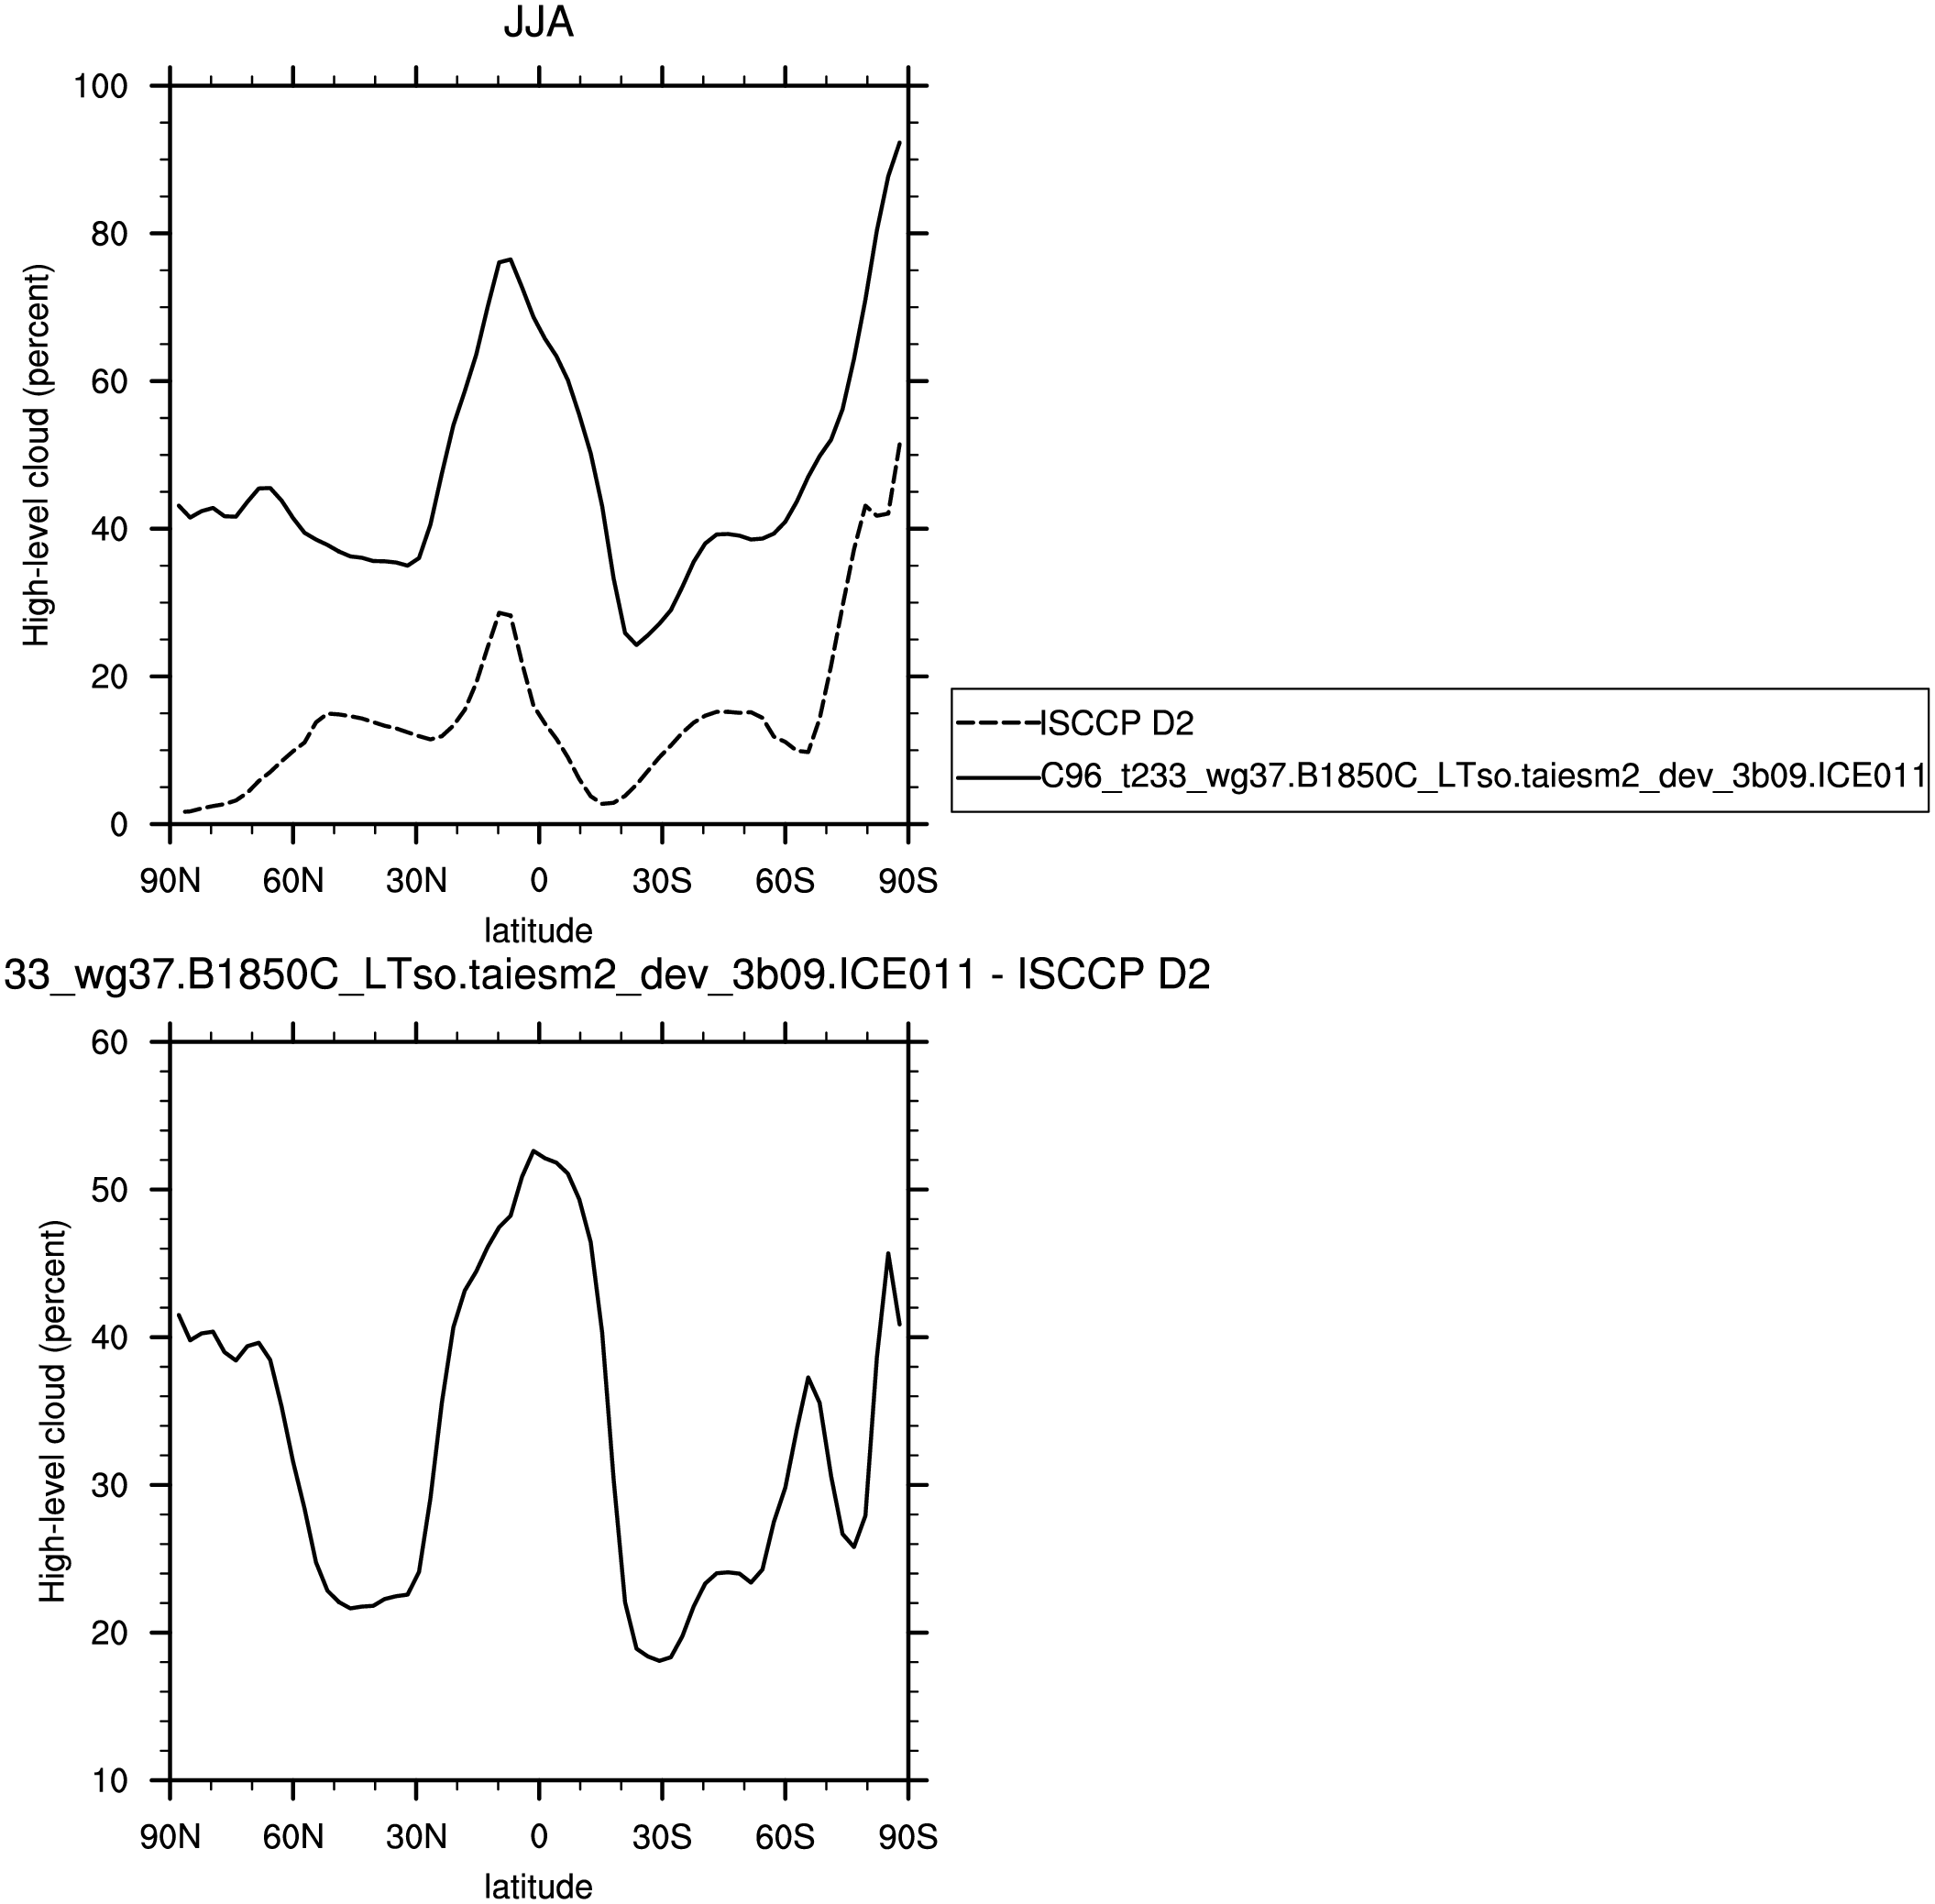 JJA
100
80
60
40
20
0
High-level cloud (percent)
90N 60N 30N 0 30S 60S 90S
latitude
ISCCP D2
C96_t233_wg37.B1850C_LTso.taiesm2_dev_3b09.ICE011
33_wg37.B1850C_LTso.taiesm2_dev_3b09.ICE011 - ISCCP D2
60
50
40
30
20
10
High-level cloud (percent)
90N 60N 30N 0 30S 60S 90S
latitude